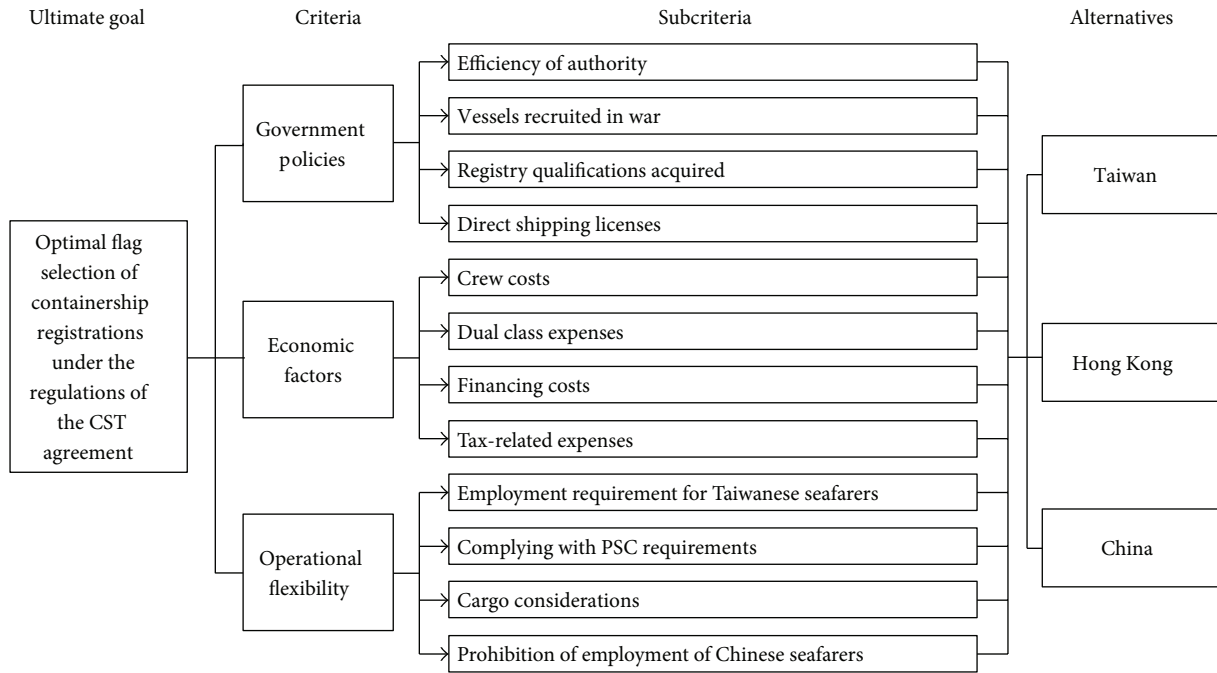 Ultimate goal
Criteria
Subcriteria
Alternatives
Optimal flag
selection of
containership
registrations
under the
regulations of
the CST
agreement
Government
policies
Economic
factors
Operational
flexibility
Efficiency of authority
Vessels recruited in war
Registry qualifications acquired
Direct shipping licenses
Crew costs
Dual class expenses
Financing costs
Tax-related expenses
Employment requirement for Taiwanese seafarers
Complying with PSC requirements
Cargo considerations
Prohibition of employment of Chinese seafarers
Taiwan
Hong Kong
China